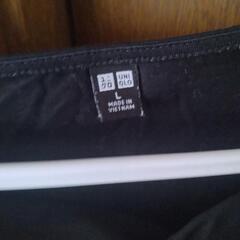 ユニ UNI
クロ QLO
L
MADE IN
VIETNAM